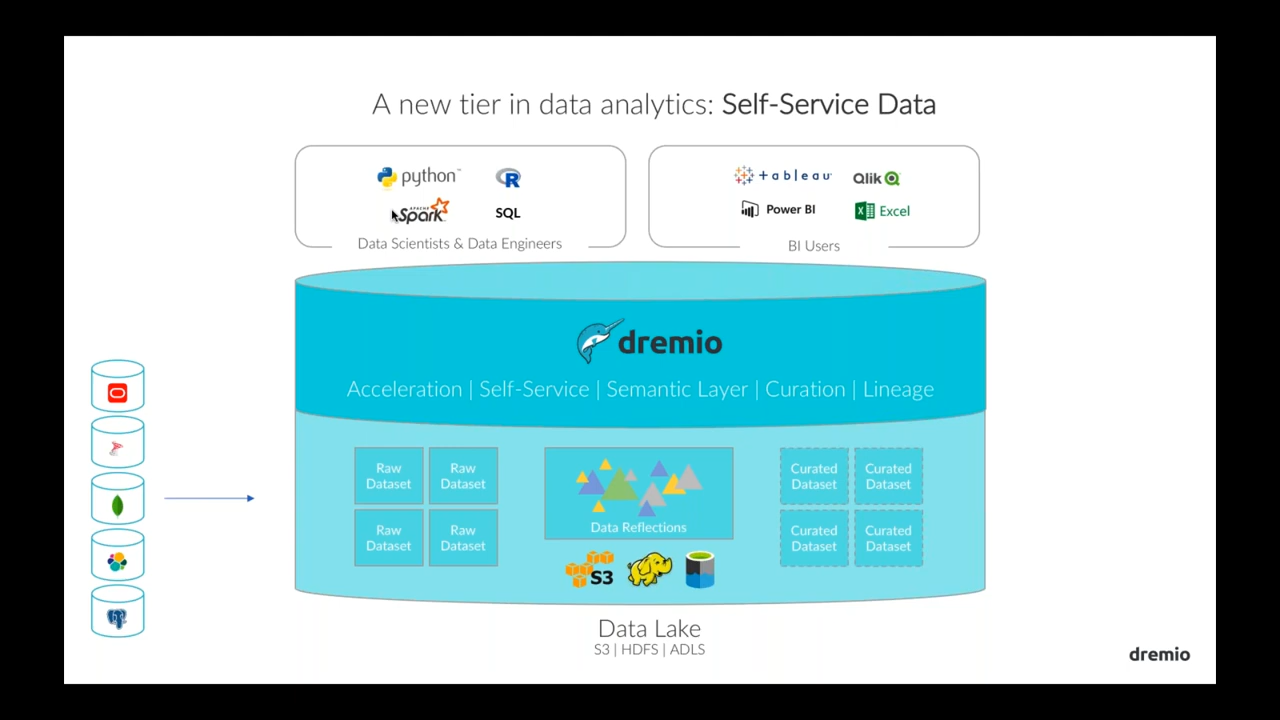 A new tier in data analytics: Self-Service Data
python™
R
APACHE Spark
SQL
Data Scientists & Data Engineers
tableau
Qlik
Power BI
Excel
BI Users
dremio
Acceleration | Self-Service | Semantic Layer | Curation | Lineage
Raw Dataset
Raw Dataset
Raw Dataset
Raw Dataset
Data Reflections
S3
Curated Dataset
Curated Dataset
Curated Dataset
Curated Dataset
Data Lake
S3 | HDFS | ADLS
dremio